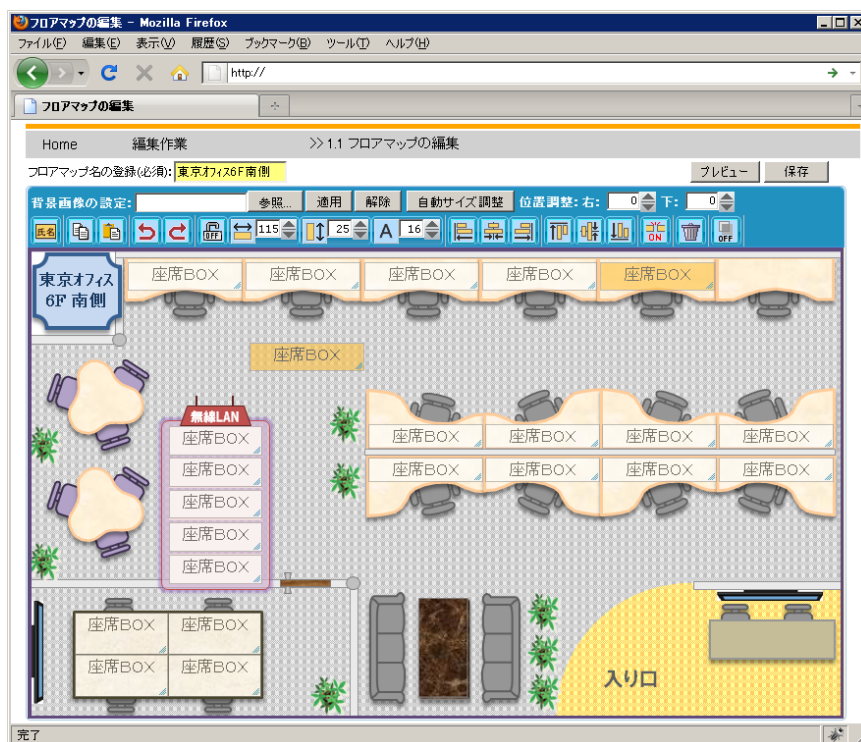 フロアマップの編集 - Mozilla Firefox
ファイル(F) 編集(E) 表示(V) 履歴(S) ブックマーク(B) ツール(T) ヘルプ(H)
http://
フロアマップの編集
Home 編集作業 >> 1.1 フロアマップの編集
フロアマップ名の登録(必須): 東京オフィス6F南側 プレビュー 保存
背景画像の設定: 参照... 適用 解除 自動サイズ調整 位置調整:右: 0 下: 0
氏名 OFF 115 25 A 16 ON OFF
東京オフィス
6F 南側
座席BOX 座席BOX 座席BOX 座席BOX 座席BOX
座席BOX
無線LAN
座席BOX
座席BOX
座席BOX
座席BOX
座席BOX
座席BOX 座席BOX 座席BOX 座席BOX
座席BOX 座席BOX 座席BOX 座席BOX
座席BOX 座席BOX
座席BOX 座席BOX
入り口
完了